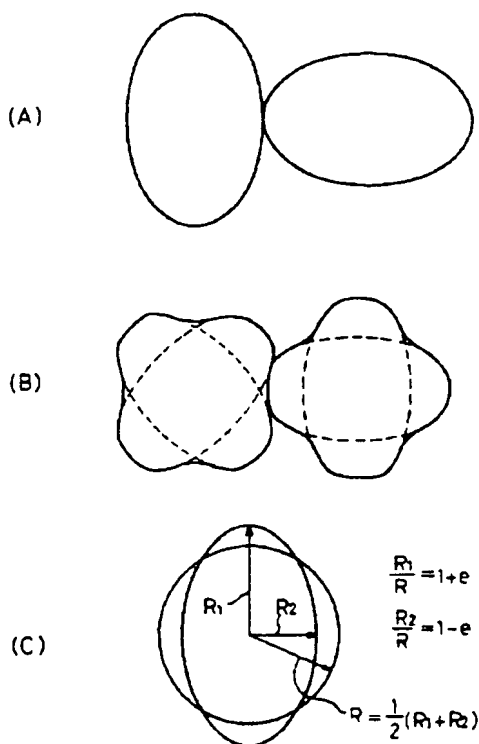 (A)
(B)
(C)
R₁
R₂
R₁/R = 1+e
R₂/R = 1-e
R = 1/2 (R₁+R₂)